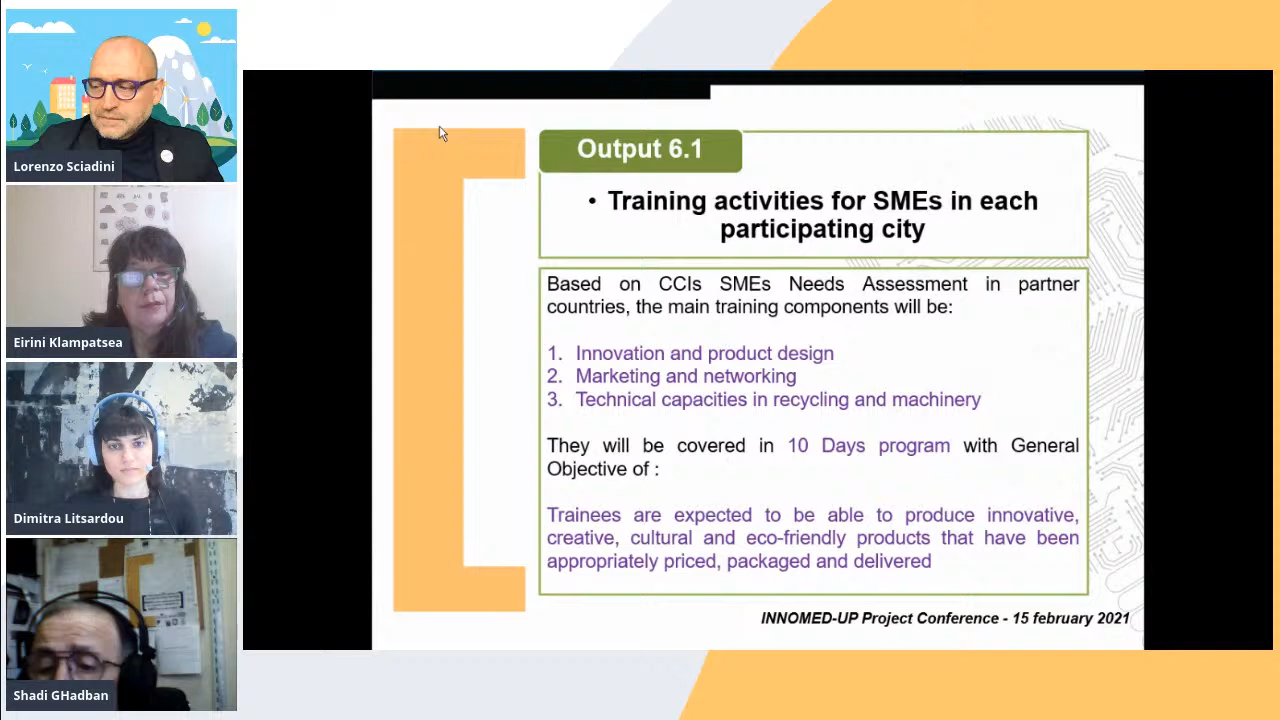 Lorenzo Sciadini
Eirini Klampatsea
Dimitra Litsardou
Shadi GHadban
Output 6.1
• Training activities for SMEs in each
participating city
Based on CCIs SMEs Needs Assessment in partner
countries, the main training components will be:
1. Innovation and product design
2. Marketing and networking
3. Technical capacities in recycling and machinery
They will be covered in 10 Days program with General
Objective of :
Trainees are expected to be able to produce innovative,
creative, cultural and eco-friendly products that have been
appropriately priced, packaged and delivered
INNOMED-UP Project Conference - 15 february 2021